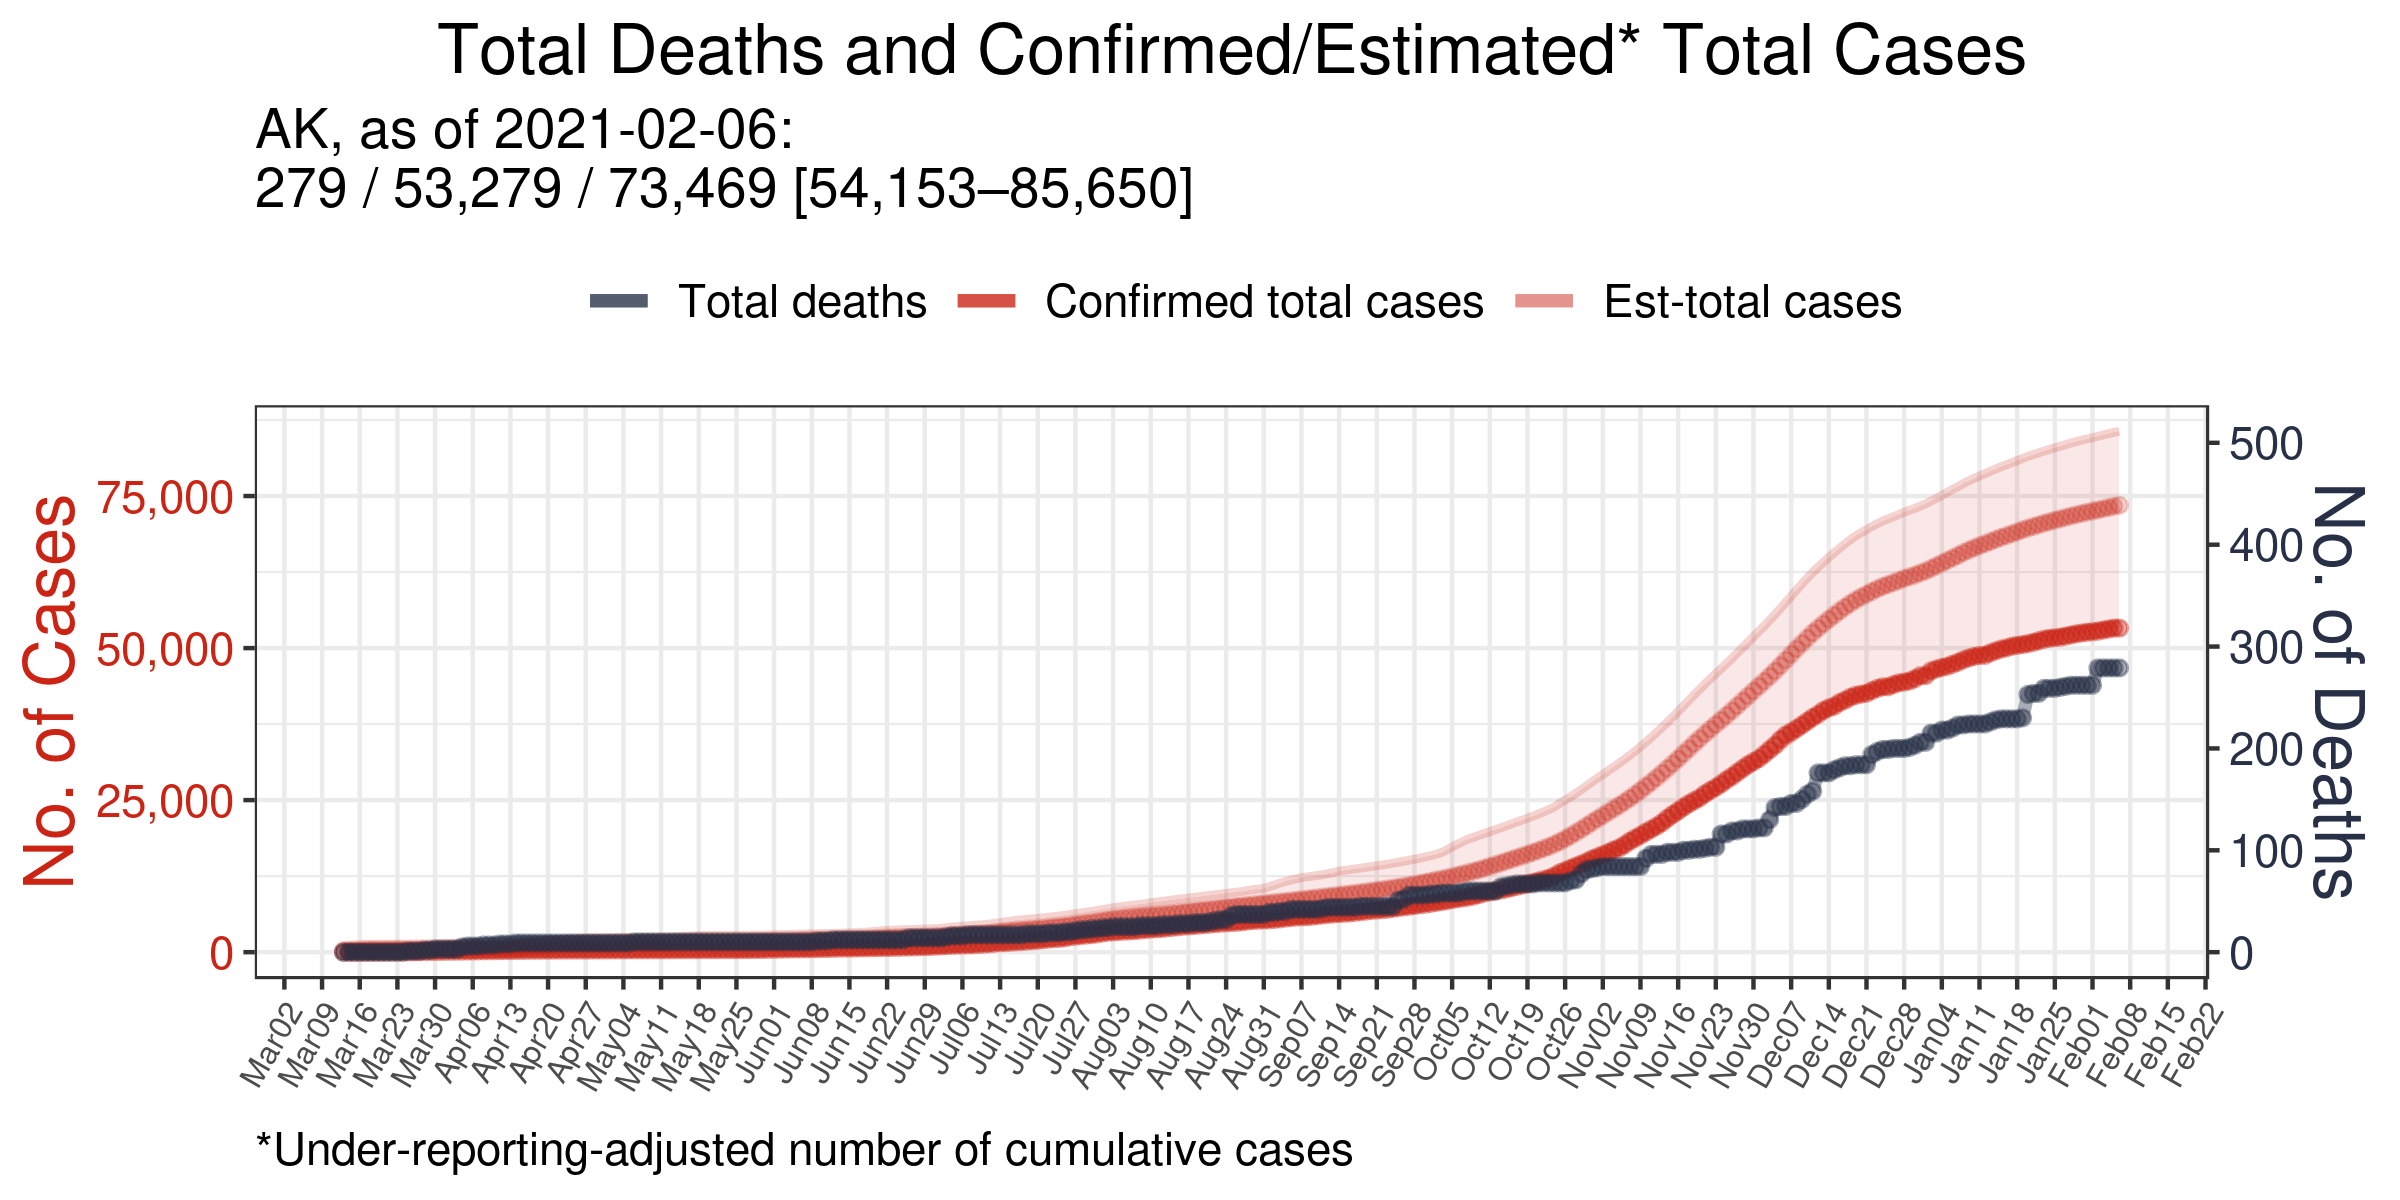 Total Deaths and Confirmed/Estimated* Total Cases
AK, as of 2021-02-06:
279 / 53,279 / 73,469 [54,153–85,650]
Total deaths
Confirmed total cases
Est-total cases
No. of Cases
75,000
50,000
25,000
0
500
400
300
200
100
0
No. of Deaths
Mar02
Mar09
Mar16
Mar23
Mar30
Apr06
Apr13
Apr20
Apr27
May04
May11
May18
May25
Jun01
Jun08
Jun15
Jun22
Jun29
Jul06
Jul13
Jul20
Jul27
Aug03
Aug10
Aug17
Aug24
Aug31
Sep07
Sep14
Sep21
Sep28
Oct05
Oct12
Oct19
Oct26
Nov02
Nov09
Nov16
Nov23
Nov30
Dec07
Dec14
Dec21
Dec28
Jan04
Jan11
Jan18
Jan25
Feb01
Feb08
Feb15
Feb22
*Under-reporting-adjusted number of cumulative cases